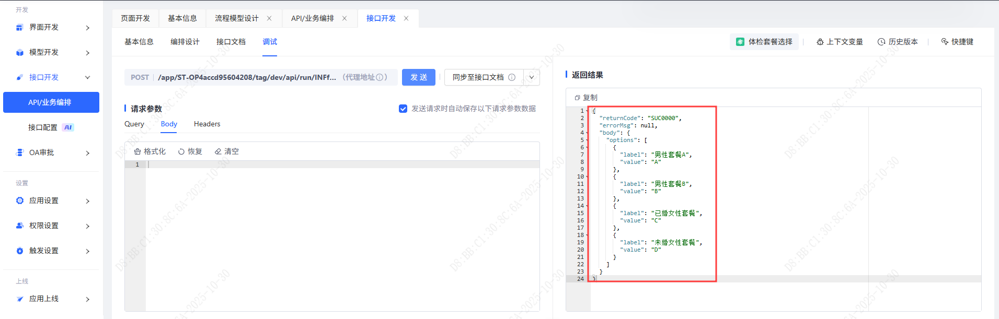 开发
界面开发
模型开发
接口开发
API/业务编排
接口配置 AI
OA审批
设置
应用设置
权限设置
触发设置
上线
应用上线
页面开发 基本信息 流程模型设计 API/业务编排 接口开发
基本信息 编排设计 接口文档 调试
体检套餐选择 上下文变量 历史版本 快捷键
POST /app/ST-OP4accd95604208/tag/dev/api/run/INFf... （代理地址） 发 送 同步至接口文档
请求参数 发送请求时自动保存以下请求参数数据
Query Body Headers
格式化 恢复 清空
1
返回结果
复制
1 {
2 "returnCode": "SUC0000",
3 "errorMsg": null,
4 "body": {
5 "options": [
6 {
7 "label": "男性套餐A",
8 "value": "A"
9 },
10 {
11 "label": "男性套餐B",
12 "value": "B"
13 },
14 {
15 "label": "已婚女性套餐",
16 "value": "C"
17 },
18 {
19 "label": "未婚女性套餐",
20 "value": "D"
21 }
22 ]
23 }
24 }
D8:BB:C1:30:8C:6A-2025-10-30